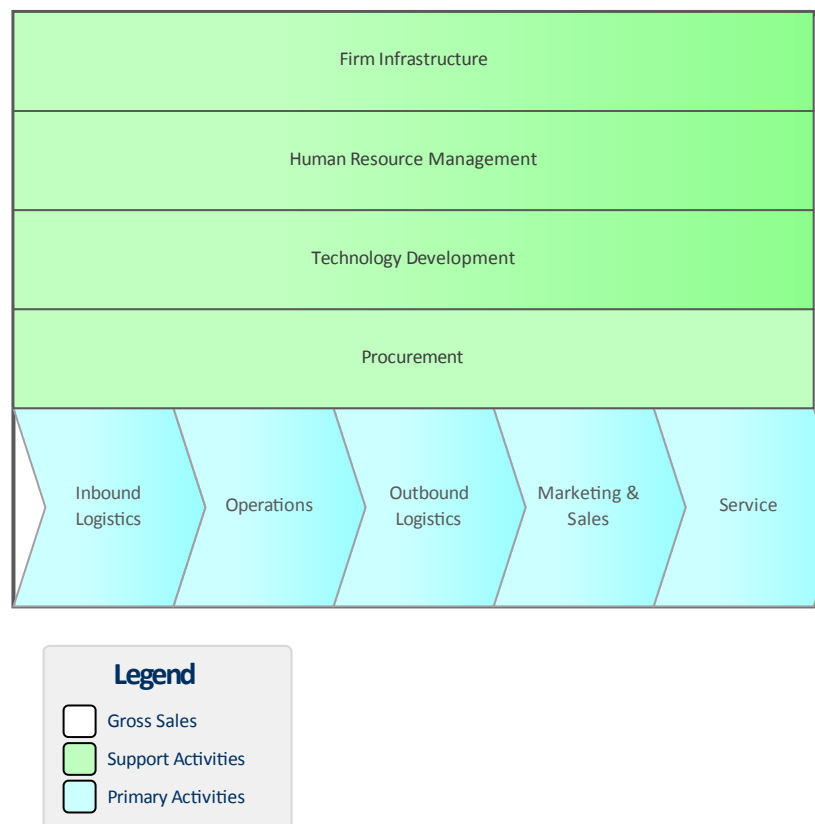 Firm Infrastructure
Human Resource Management
Technology Development
Procurement
Inbound
Logistics
Operations
Outbound
Logistics
Marketing &
Sales
Service
Legend
Gross Sales
Support Activities
Primary Activities